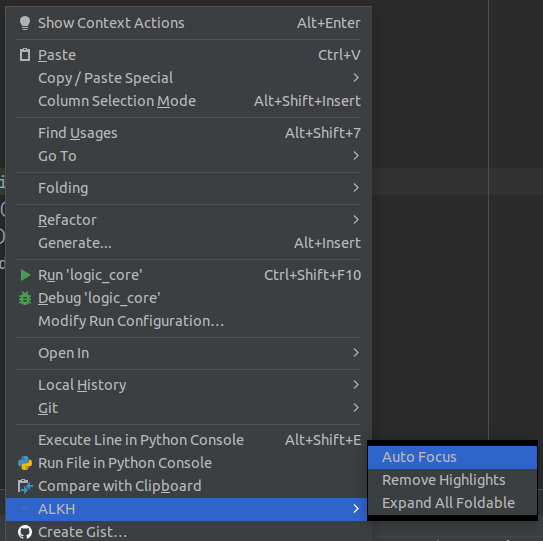 Show Context Actions Alt+Enter
Paste Ctrl+V
Copy / Paste Special
Column Selection Mode Alt+Shift+Insert
Find Usages Alt+Shift+7
Go To
Folding
Refactor
Generate... Alt+Insert
Run 'logic_core' Ctrl+Shift+F10
Debug 'logic_core'
Modify Run Configuration...
Open In
Local History
Git
Execute Line in Python Console Alt+Shift+E
Auto Focus
Run File in Python Console
Remove Highlights
Compare with Clipboard
Expand All Foldable
ALKH
Create Gist...